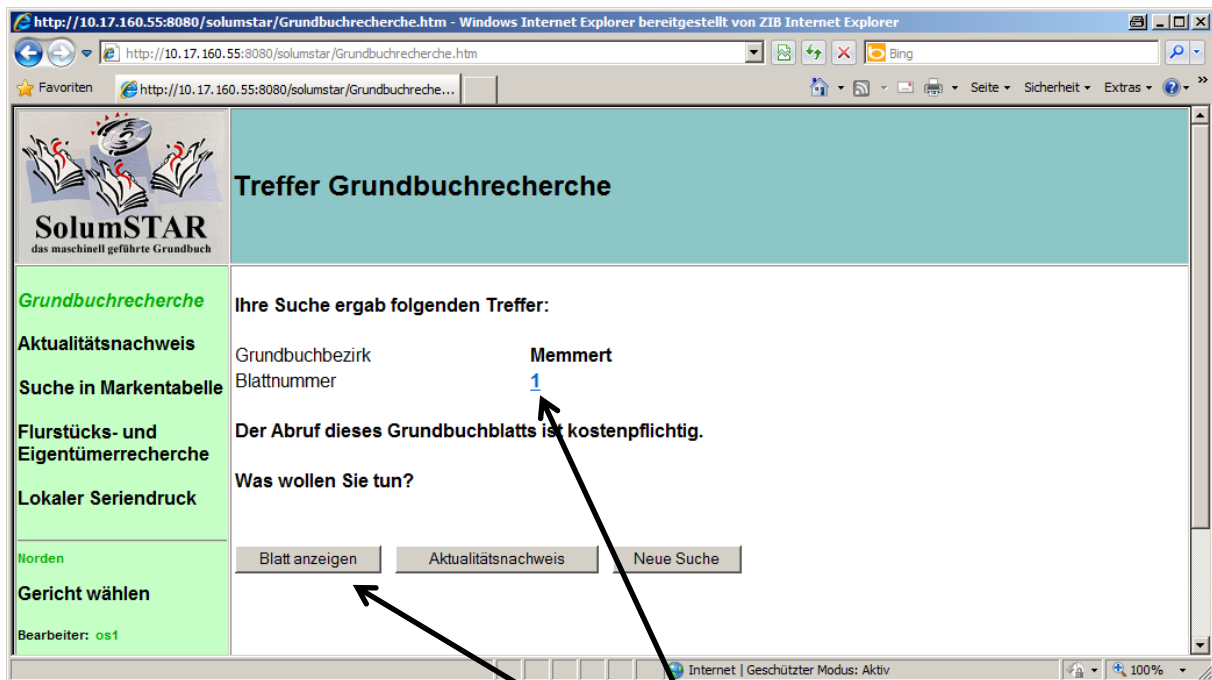 http://10.17.160.55:8080/solumstar/Grundbuchrecherche.htm - Windows Internet Explorer bereitgestellt von ZIB Internet Explorer
http://10.17.160.55:8080/solumstar/Grundbuchrecherche.htm
Bing
Favoriten
http://10.17.160.55:8080/solumstar/Grundbuchreche...
Seite
Sicherheit
Extras
»
SolumSTAR
das maschinell geführte Grundbuch
Treffer Grundbuchrecherche
Grundbuchrecherche
Aktualitätsnachweis
Suche in Markentabelle
Flurstücks- und
Eigentümerrecherche
Lokaler Seriendruck
Norden
Gericht wählen
Bearbeiter: os1
Ihre Suche ergab folgenden Treffer:
Grundbuchbezirk Memmert
Blattnummer 1
Der Abruf dieses Grundbuchblatts ist kostenpflichtig.
Was wollen Sie tun?
Blatt anzeigen Aktualitätsnachweis Neue Suche
Internet | Geschützter Modus: Aktiv
100%